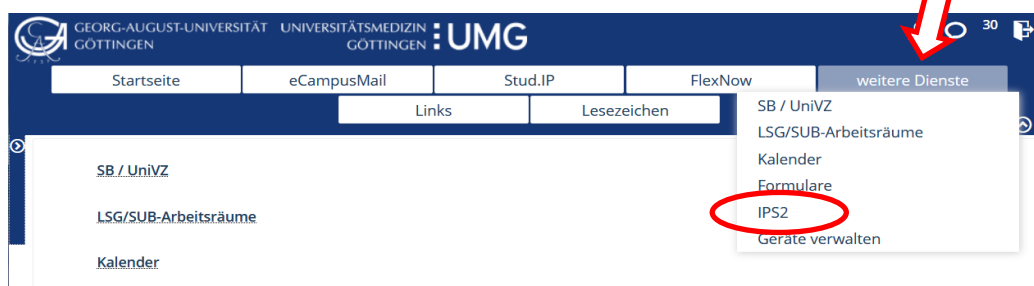 GEORG-AUGUST-UNIVERSITÄT
GÖTTINGEN
UNIVERSITÄTSMEDIZIN
GÖTTINGEN
UMG
30
Startseite
eCampusMail
Stud.IP
FlexNow
weitere Dienste
Links
Lesezeichen
SB / UniVZ
LSG/SUB-Arbeitsräume
Kalender
Formulare
IPS2
Geräte verwalten
SB / UniVZ
LSG/SUB-Arbeitsräume
Kalender